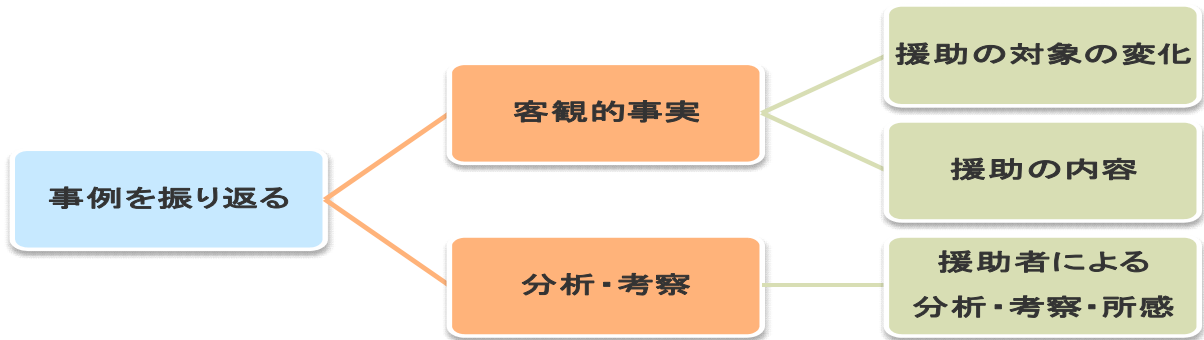 事例を振り返る
客観的事実
援助の対象の変化
援助の内容
分析・考察
援助者による
分析・考察・所感